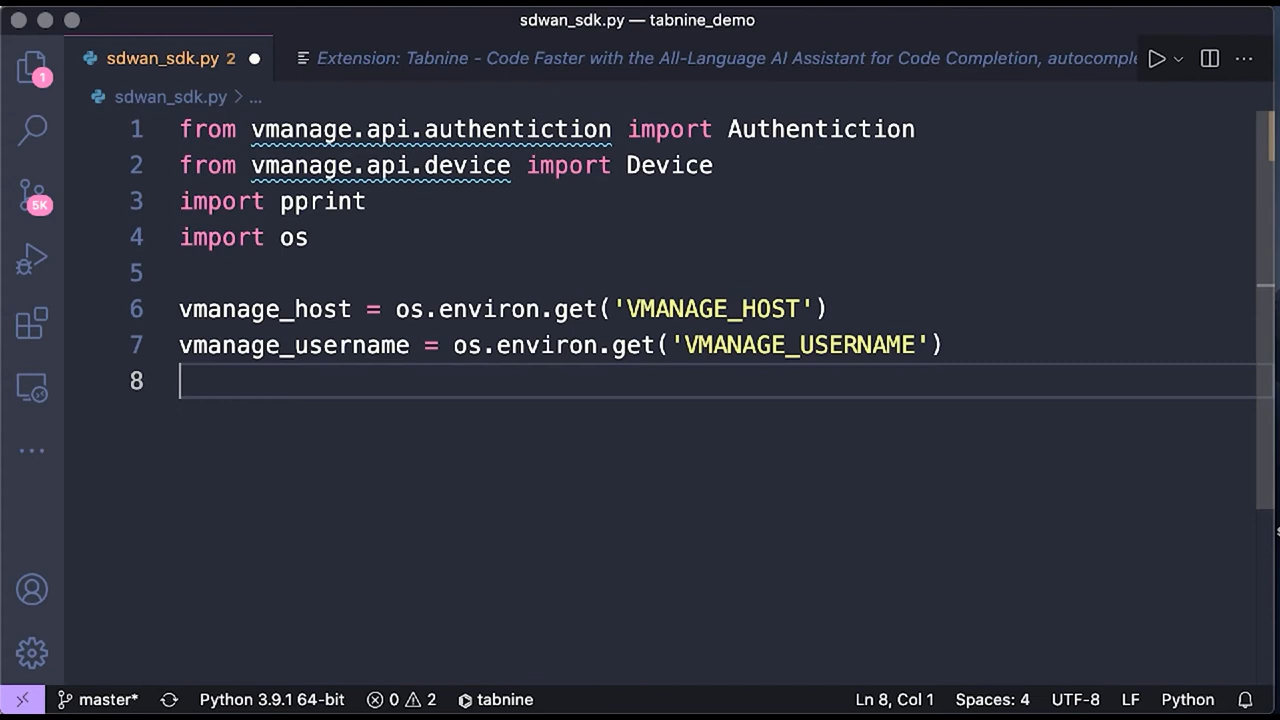 sdwan_sdk.py — tabnine_demo
sdwan_sdk.py 2
Extension: Tabnine - Code Faster with the All-Language AI Assistant for Code Completion, autocomple
sdwan_sdk.py > ...
1 from vmanage.api.authentiction import Authentiction
2 from vmanage.api.device import Device
3 import pprint
4 import os
5
6 vmanage_host = os.environ.get('VMANAGE_HOST')
7 vmanage_username = os.environ.get('VMANAGE_USERNAME')
8
1
5K
master* Python 3.9.1 64-bit 0 2 tabnine Ln 8, Col 1 Spaces: 4 UTF-8 LF Python